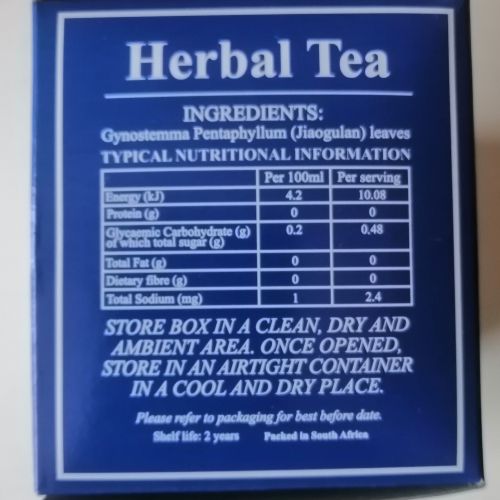 Herbal Tea
INGREDIENTS:
Gynostemma Pentaphyllum (Jiaogulan) leaves
TYPICAL NUTRITIONAL INFORMATION
Per 100ml Per serving
Energy (kJ) 4.2 10.08
Protein (g) 0 0
Glycaemic Carbohydrate (g) 0.2 0.48
of which total sugar (g)
Total Fat (g) 0 0
Dietary fibre (g) 0 0
Total Sodium (mg) 1 2.4
STORE BOX IN A CLEAN, DRY AND
AMBIENT AREA. ONCE OPENED,
STORE IN AN AIRTIGHT CONTAINER
IN A COOL AND DRY PLACE.
Please refer to packaging for best before date.
Shelf life: 2 years Packed in South Africa